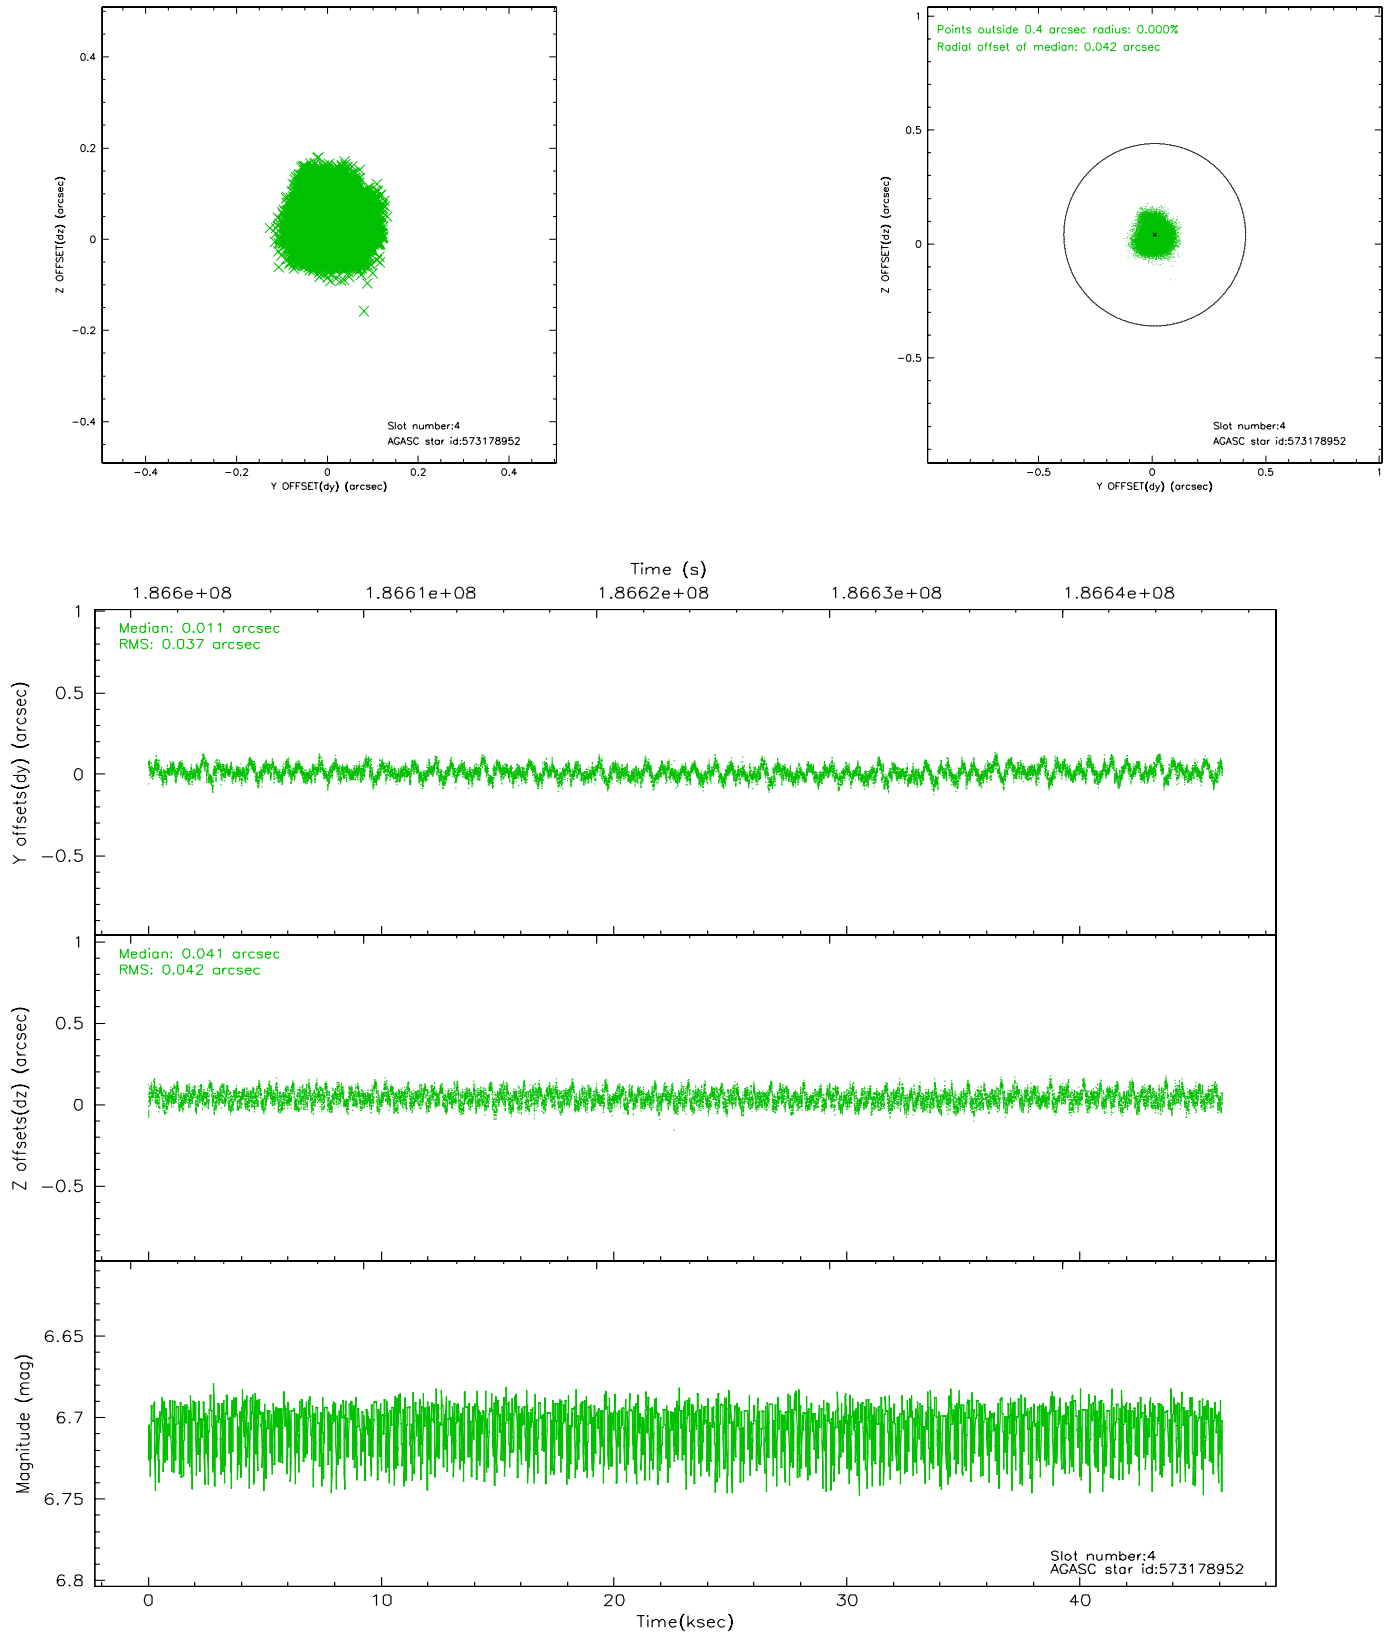 0.4
0.2
0
−0.2
−0.4
Z OFFSET(dz) (arcsec)
Slot number:4
AGASC star id:573178952
−0.4 −0.2 0 0.2 0.4
Y OFFSET(dy) (arcsec)
Points outside 0.4 arcsec radius: 0.000%
Radial offset of median: 0.042 arcsec
1
0.5
0
−0.5
Z OFFSET(dz) (arcsec)
Slot number:4
AGASC star id:573178952
−0.5 0 0.5 1
Y OFFSET(dy) (arcsec)
Time (s)
1.866e+08 1.8661e+08 1.8662e+08 1.8663e+08 1.8664e+08
Median: 0.011 arcsec
RMS: 0.037 arcsec
1
0.5
0
−0.5
Y offsets(dy) (arcsec)
Median: 0.041 arcsec
RMS: 0.042 arcsec
1
0.5
0
−0.5
Z offsets(dz) (arcsec)
6.65
6.7
6.75
6.8
Magnitude (mag)
Slot number:4
AGASC star id:573178952
0 10 20 30 40
Time(ksec)